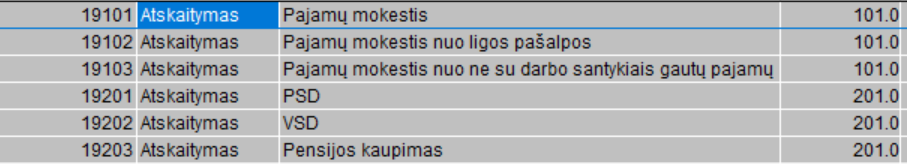 19101 Atskaitymas Pajamų mokestis 101.0
19102 Atskaitymas Pajamų mokestis nuo ligos pašalpos 101.0
19103 Atskaitymas Pajamų mokestis nuo ne su darbo santykiais gautų pajamų 101.0
19201 Atskaitymas PSD 201.0
19202 Atskaitymas VSD 201.0
19203 Atskaitymas Pensijos kaupimas 201.0